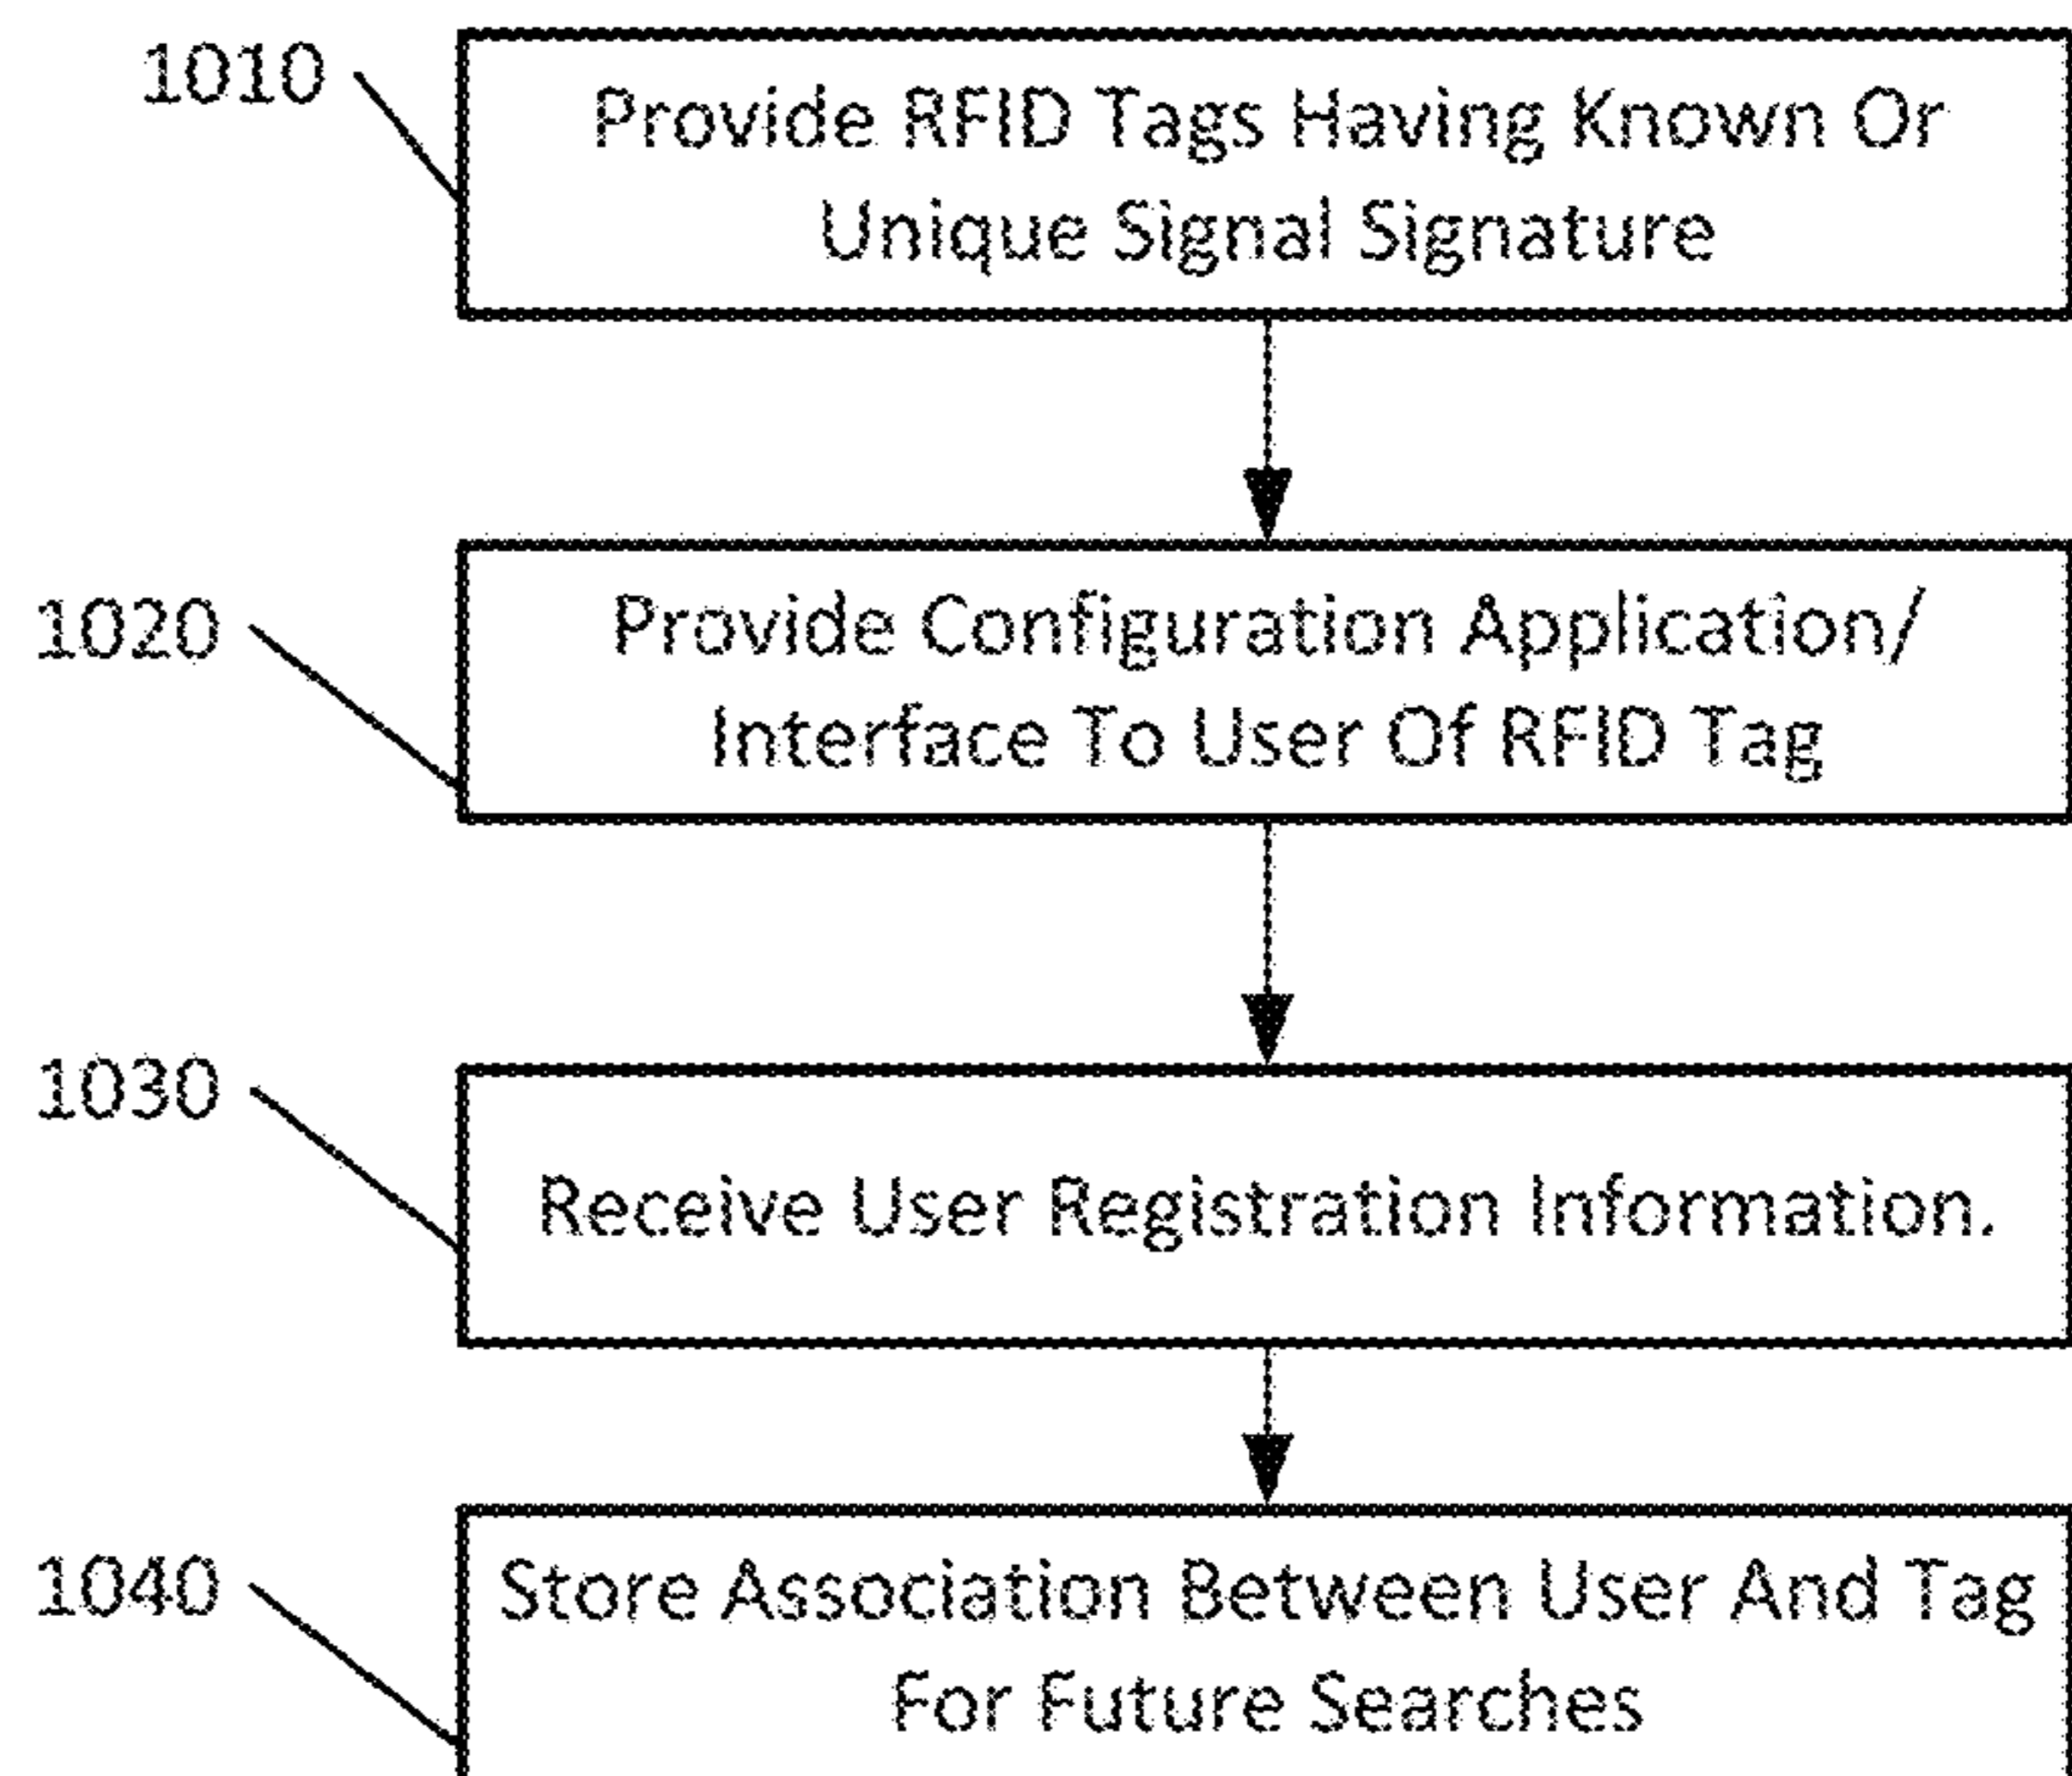 1010
Provide RFID Tags Having Known Or
Unique Signal Signature
1020
Provide Configuration Application/
Interface To User Of RFID Tag
1030
Receive User Registration Information.
1040
Store Association Between User And Tag
For Future Searches